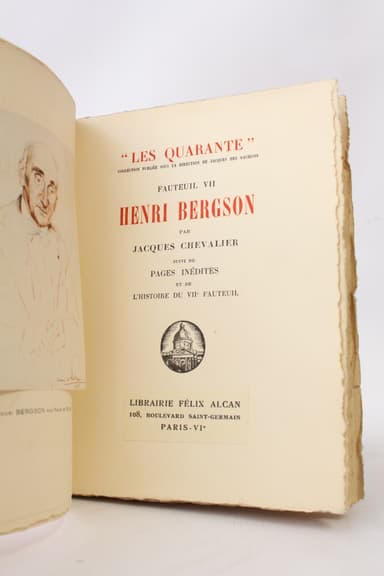 "LES QUARANTE"
COLLECTION PUBLIÉE SOUS LA DIRECTION DE JACQUES DES GACHONS
FAUTEUIL VII
HENRI BERGSON
PAR
JACQUES CHEVALIER
SUIVI DE
PAGES INÉDITES
ET DE
L'HISTOIRE DU VIIe FAUTEUIL
LIBRAIRIE FÉLIX ALCAN
108, BOULEVARD SAINT-GERMAIN
PARIS-VIe
BERGSON